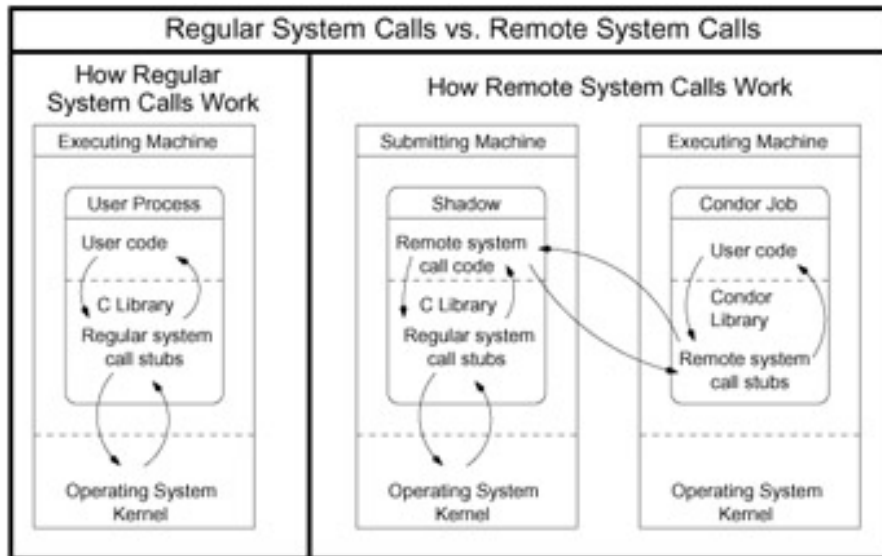 Regular System Calls vs. Remote System Calls
How Regular
System Calls Work
Executing Machine
User Process
User code
C Library
Regular system
call stubs
Operating System
Kernel
How Remote System Calls Work
Submitting Machine
Shadow
Remote system
call code
C Library
Regular system
call stubs
Operating System
Kernel
Executing Machine
Condor Job
User code
Condor
Library
Remote system
call stubs
Operating System
Kernel